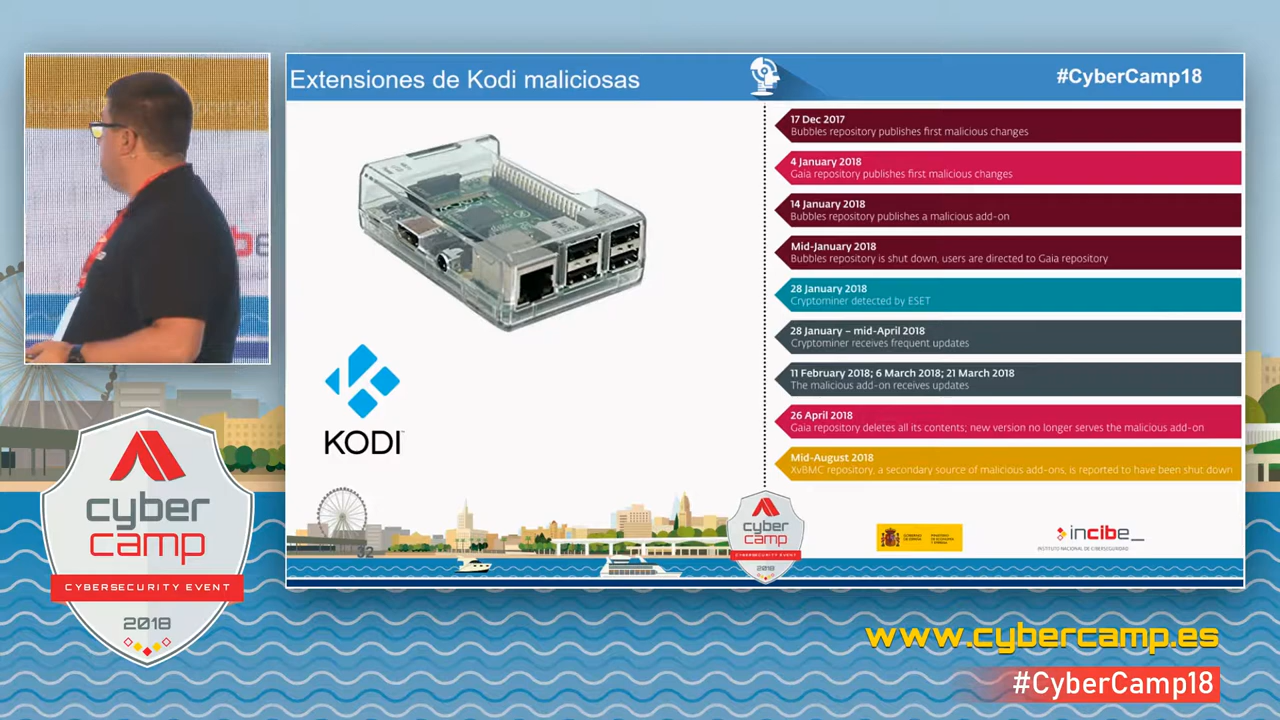 Extensiones de Kodi maliciosas
#CyberCamp18
17 Dec 2017
Bubbles repository publishes first malicious changes
4 January 2018
Gaia repository publishes first malicious changes
14 January 2018
Bubbles repository publishes a malicious add-on
Mid-January 2018
Bubbles repository is shut down, users are directed to Gaia repository
28 January 2018
Cryptominer detected by ESET
28 January – mid-April 2018
Cryptominer receives frequent updates
11 February 2018; 6 March 2018; 21 March 2018
The malicious add-on receives updates
26 April 2018
Gaia repository deletes all its contents; new version no longer serves the malicious add-on
Mid-August 2018
XvBMC repository, a secondary source of malicious add-ons, is reported to have been shut down
KODI
32
cyber
camp
CYBERSECURITY EVENT
2018
incibe_
INSTITUTO NACIONAL DE CIBERSEGURIDAD
cyber
camp
CYBERSECURITY EVENT
2018
www.cybercamp.es
#CyberCamp18